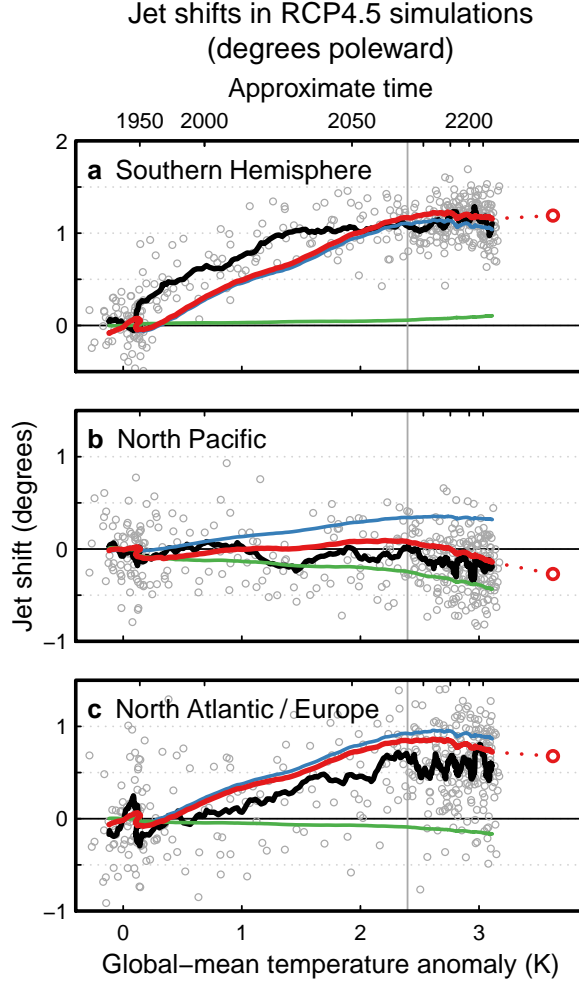 Jet shifts in RCP4.5 simulations
(degrees poleward)
Approximate time
1950 2000 2050 2200
2
a Southern Hemisphere
1
0
b North Pacific
1
0
−1
Jet shift (degrees)
c North Atlantic / Europe
1
0
−1
0 1 2 3
Global−mean temperature anomaly (K)